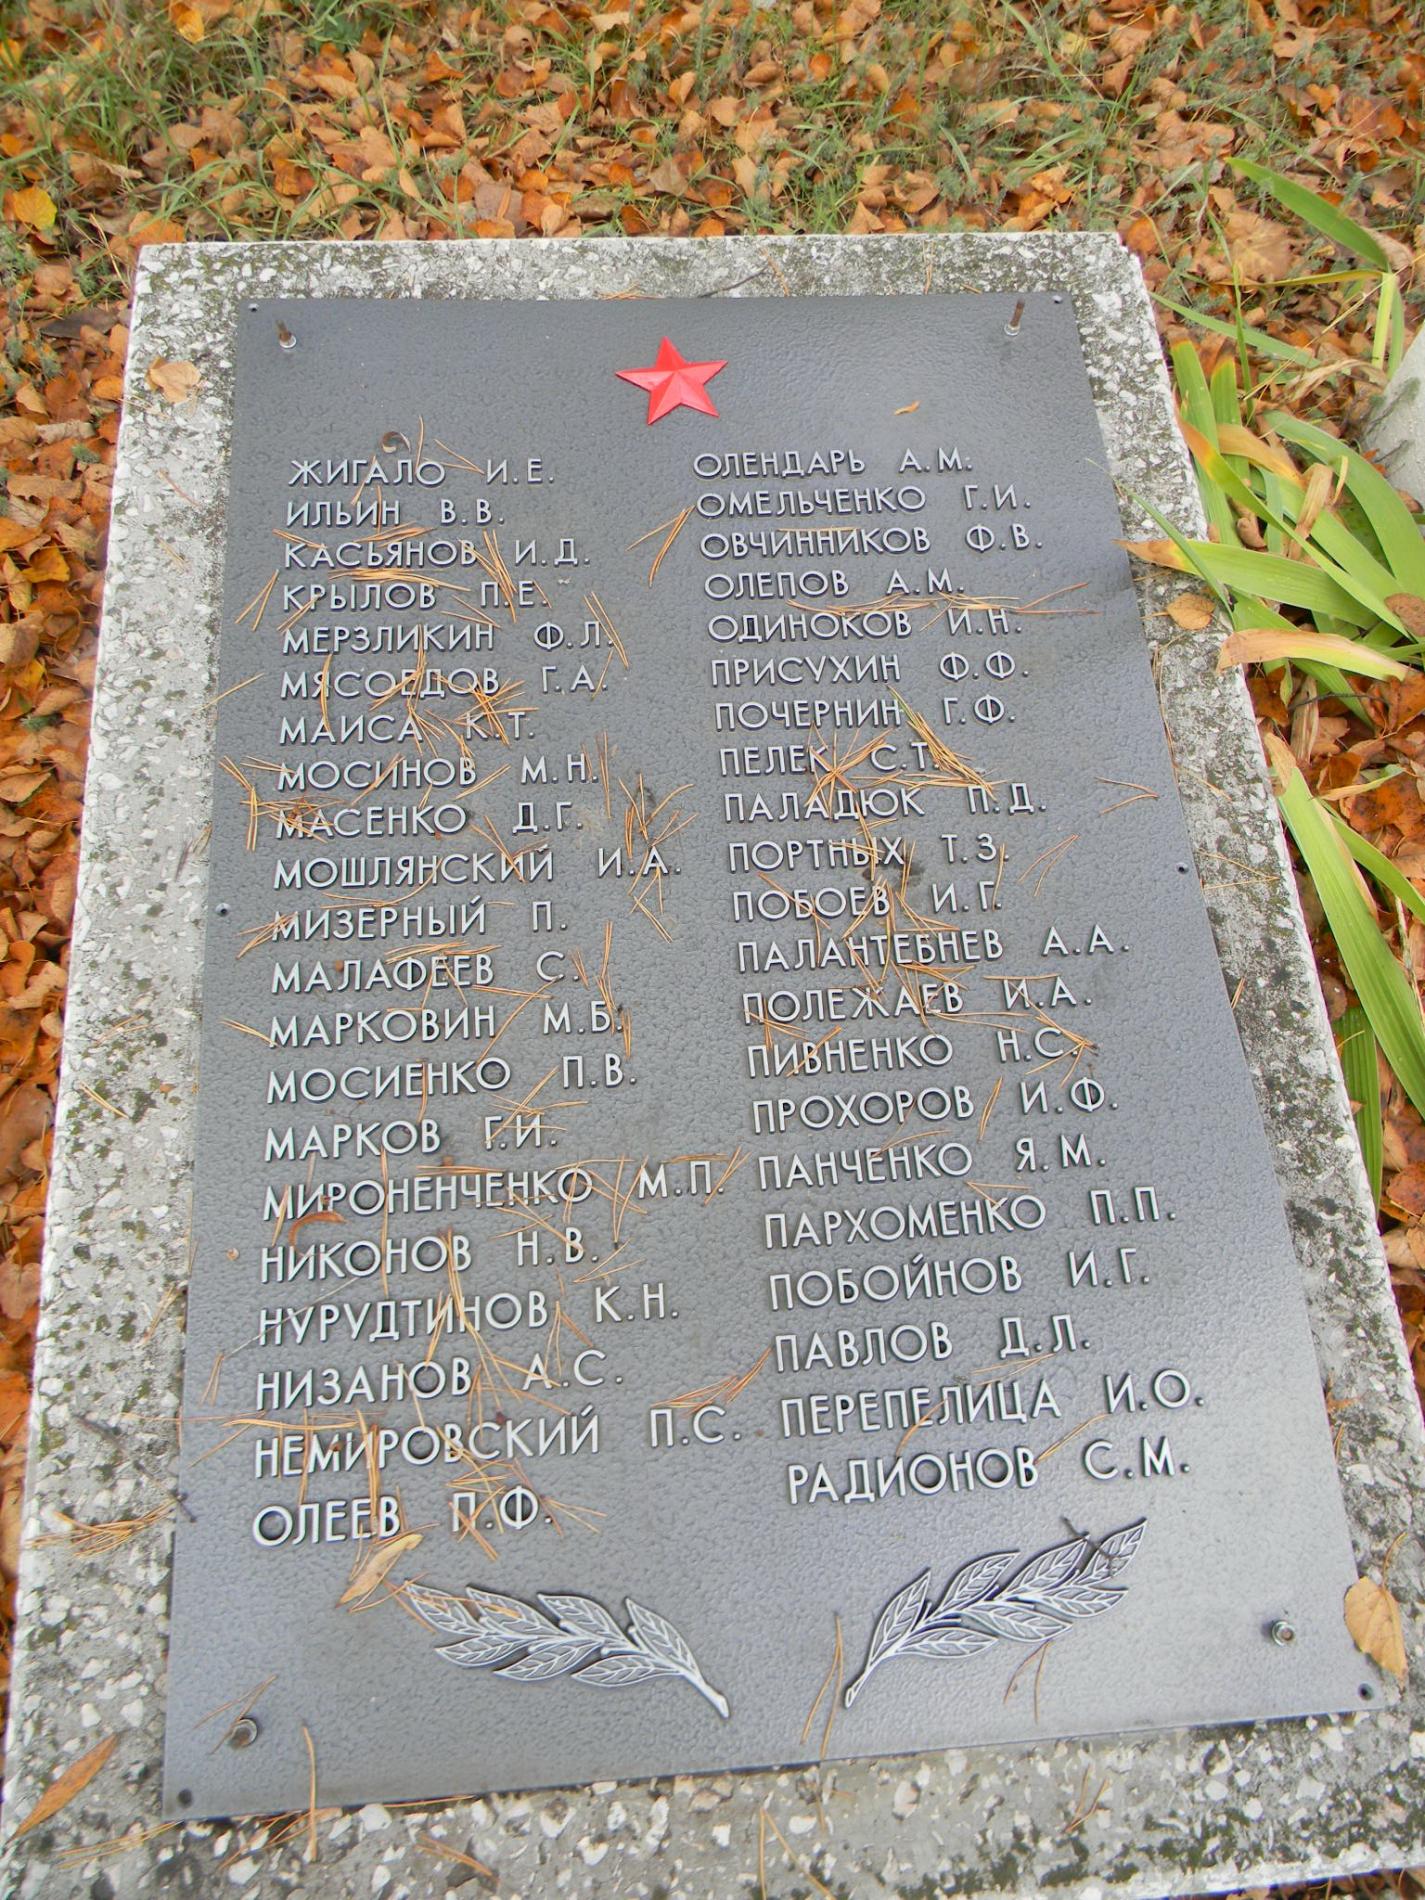 ЖИГАЛО И.Е.
ИЛЬИН В.В.
КАСЬЯНОВ И.Д.
КРЫЛОВ П.Е.
МЕРЗЛИКИН Ф.Л.
МЯСОЕДОВ Г.А.
МАИСА К.Т.
МОСИНОВ М.Н.
МАСЕНКО Д.Г.
МОШЛЯНСКИЙ И.А.
МИЗЕРНЫЙ П.
МАЛАФЕЕВ С.
МАРКОВИН М.Б.
МОСИЕНКО П.В.
МАРКОВ Г.И.
МИРОНЕНЧЕНКО М.П.
НИКОНОВ Н.В.
НУРУДТИНОВ К.Н.
НИЗАНОВ А.С.
НЕМИРОВСКИЙ П.С.
ОЛЕЕВ П.Ф.
ОЛЕНДАРЬ А.М.
ОМЕЛЬЧЕНКО Г.И.
ОВЧИННИКОВ Ф.В.
ОЛЕПОВ А.М.
ОДИНОКОВ И.Н.
ПРИСУХИН Ф.Ф.
ПОЧЕРНИН Г.Ф.
ПЕЛЕК С.Т.
ПАЛАДЮК П.Д.
ПОРТНЫХ Т.З.
ПОБОЕВ И.Г.
ПАЛАНТЕБНЕВ А.А.
ПОЛЕЖАЕВ И.А.
ПИВНЕНКО Н.С.
ПРОХОРОВ И.Ф.
ПАНЧЕНКО Я.М.
ПАРХОМЕНКО П.П.
ПОБОЙНОВ И.Г.
ПАВЛОВ Д.Л.
ПЕРЕПЕЛИЦА И.О.
РАДИОНОВ С.М.